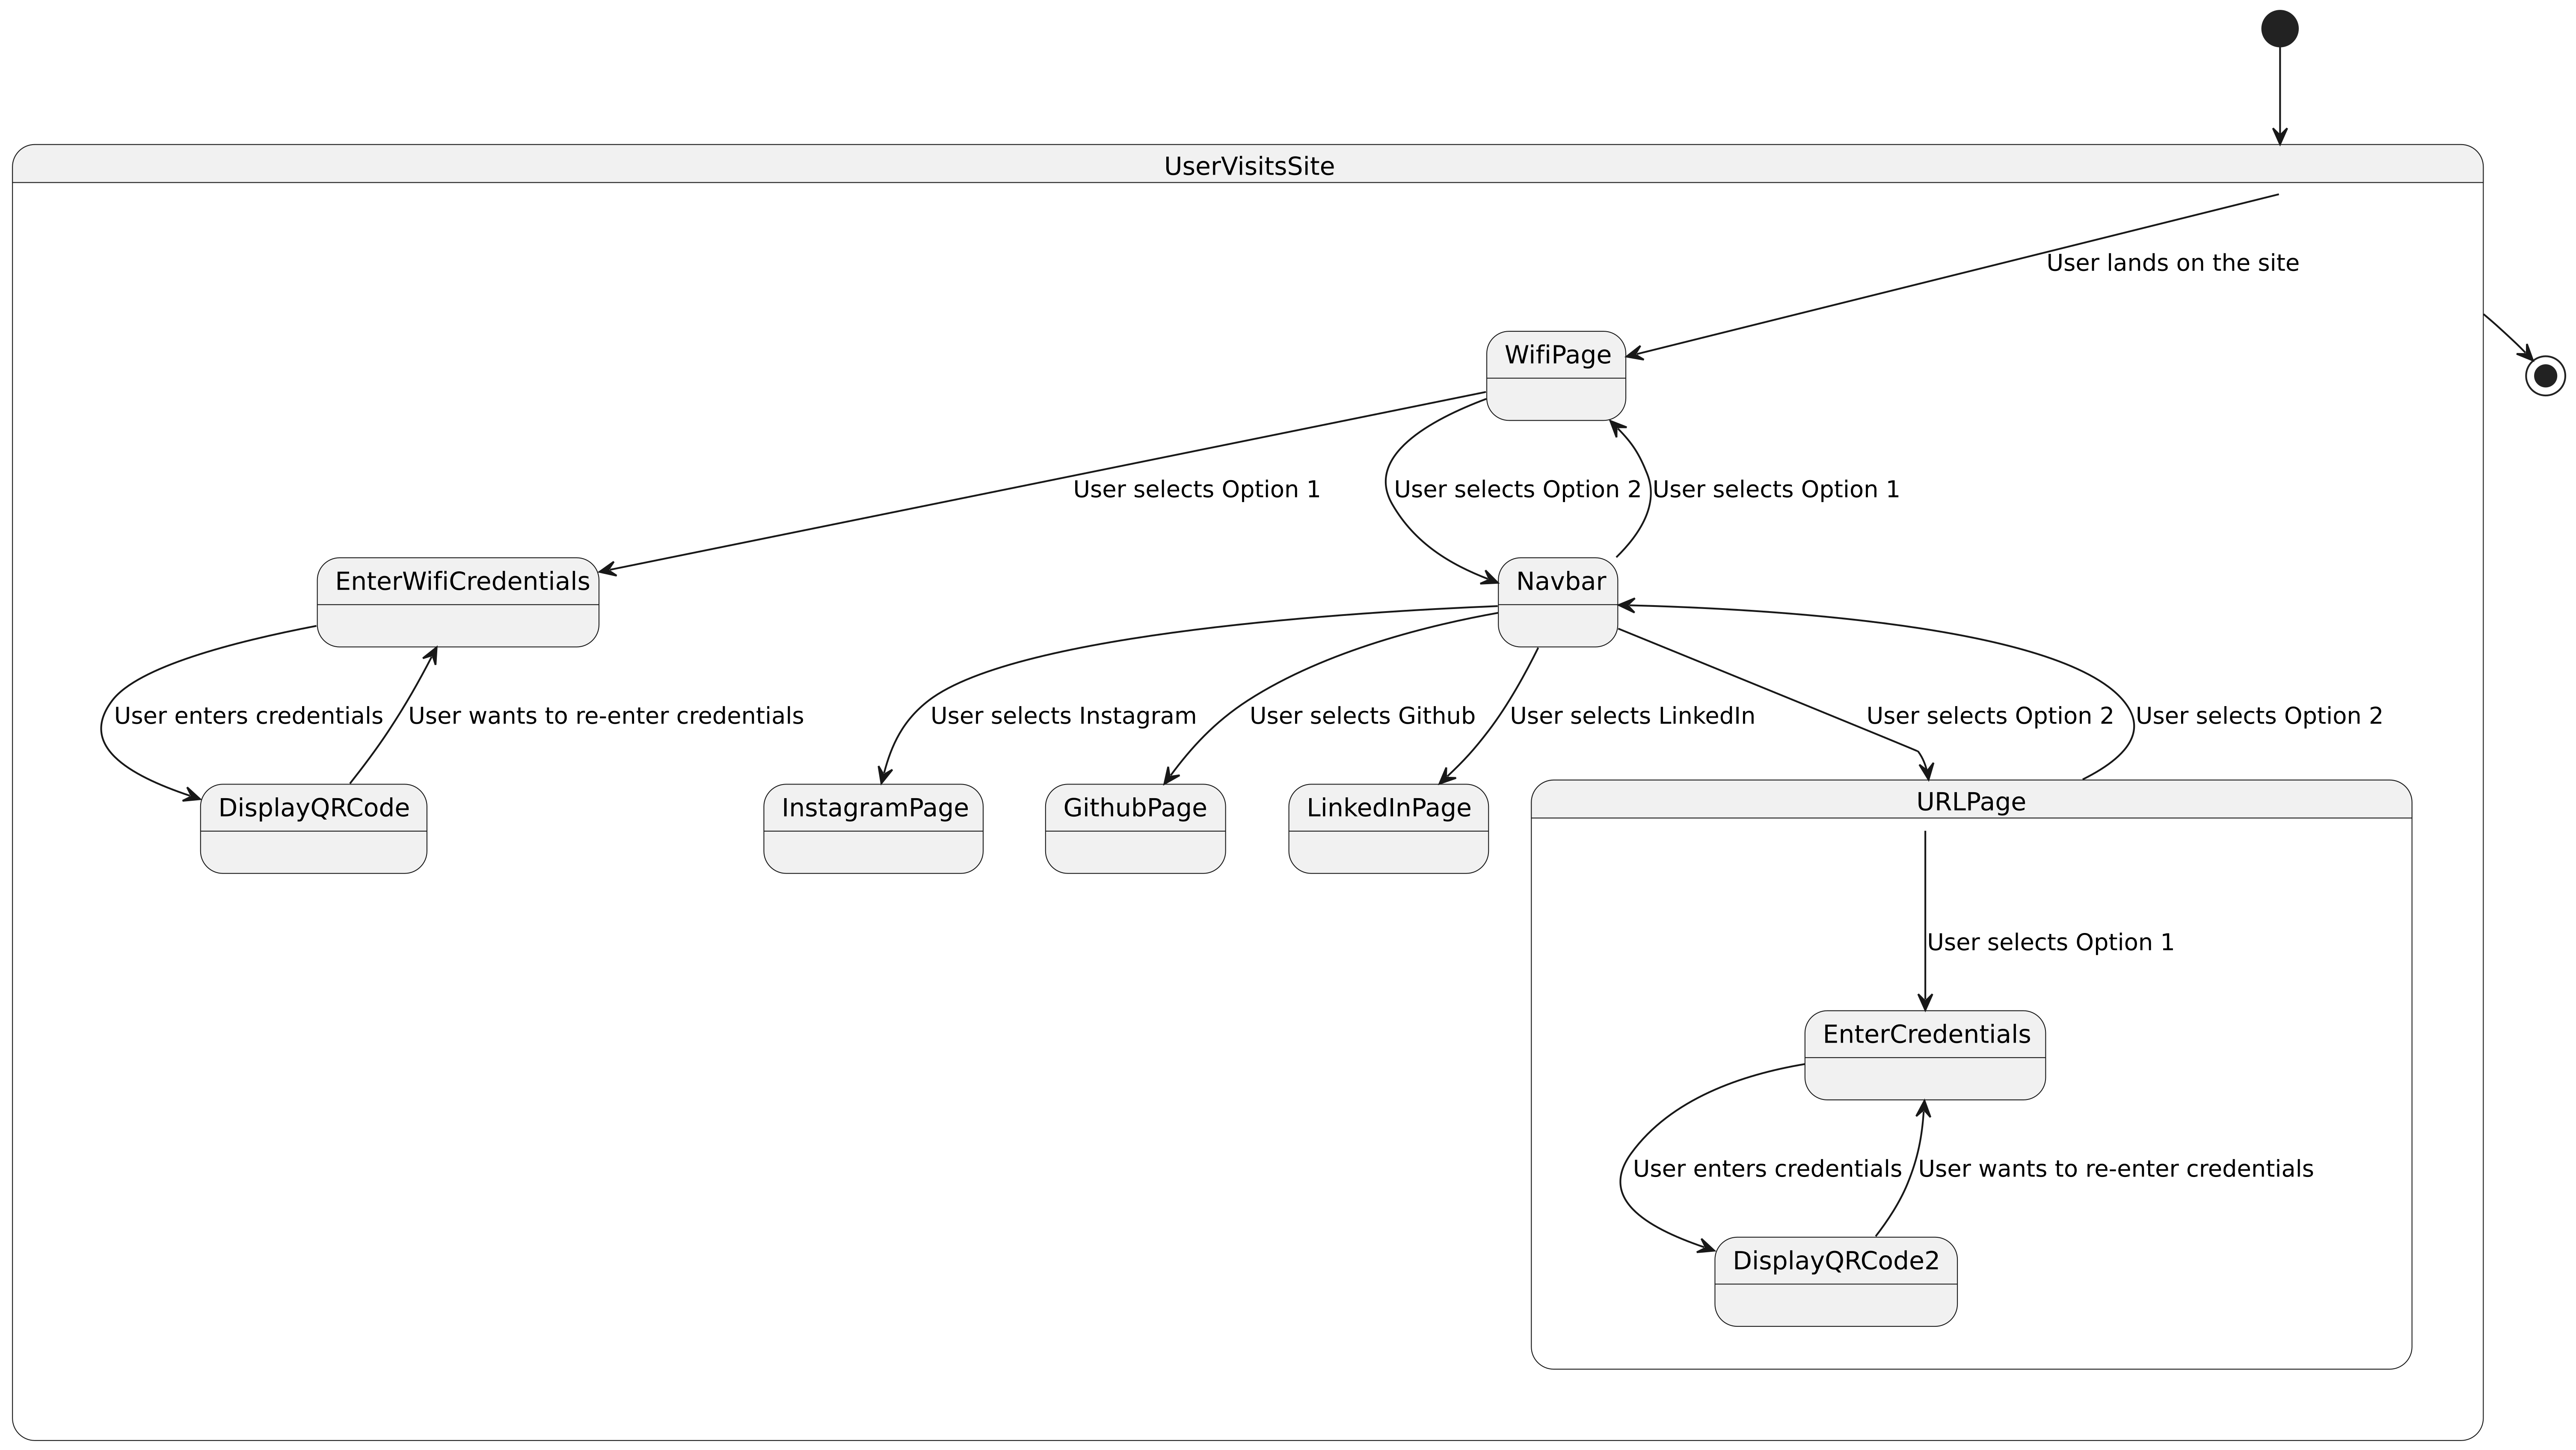 UserVisitsSite
User lands on the site
WifiPage
User selects Option 1
User selects Option 2
User selects Option 1
EnterWifiCredentials
Navbar
User enters credentials
User wants to re-enter credentials
User selects Instagram
User selects Github
User selects LinkedIn
User selects Option 2
User selects Option 2
DisplayQRCode
InstagramPage
GithubPage
LinkedInPage
URLPage
User selects Option 1
EnterCredentials
User enters credentials
User wants to re-enter credentials
DisplayQRCode2